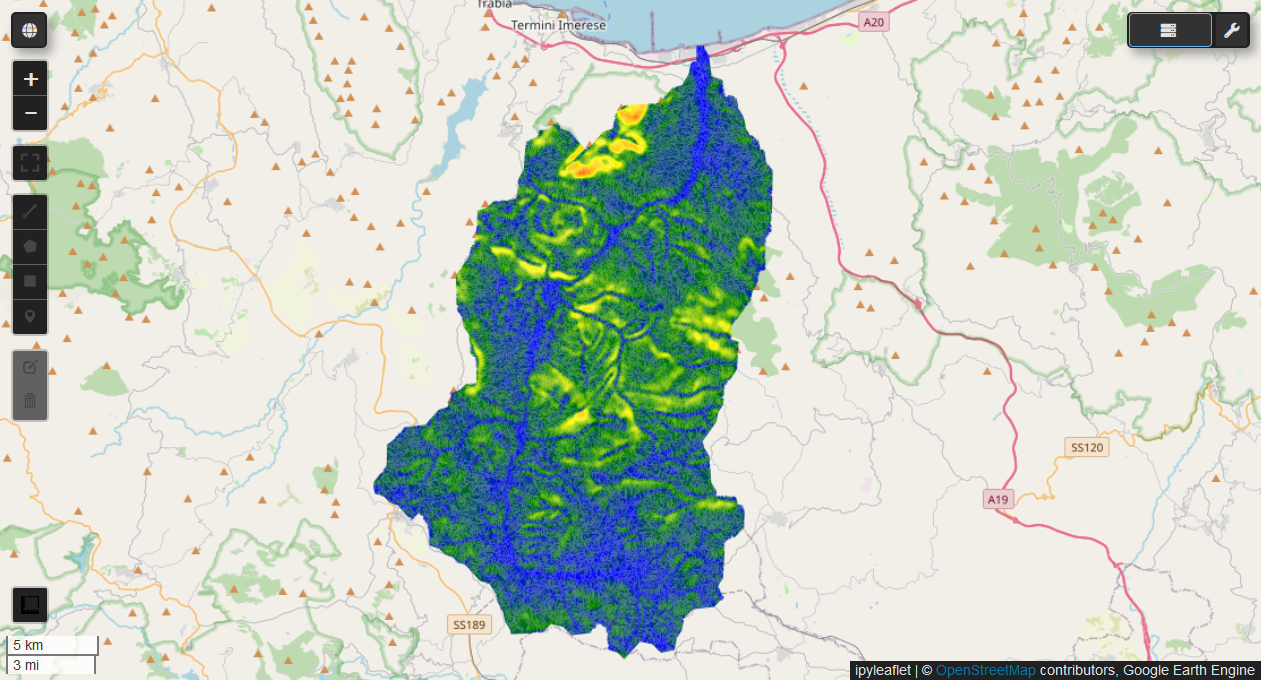 Trabia
Termini Imerese
A20
SS120
A19
SS189
5 km
3 mi
ipyleaflet | © OpenStreetMap contributors, Google Earth Engine